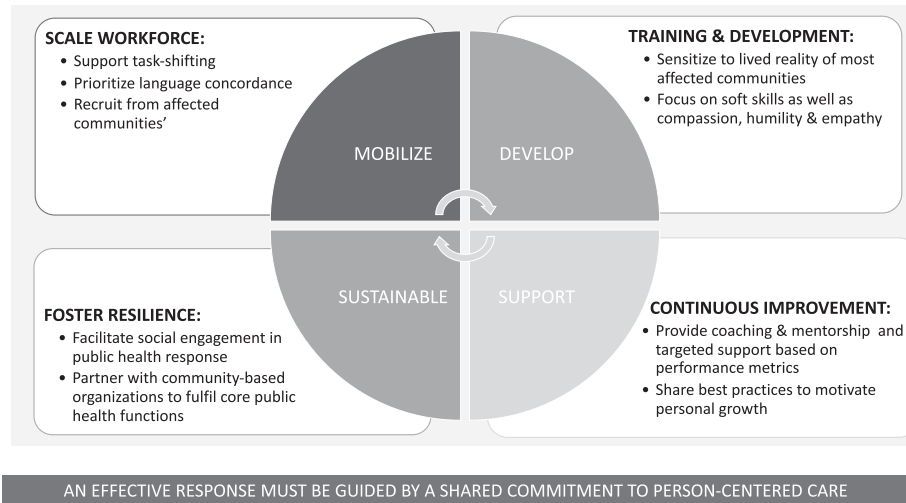 SCALE WORKFORCE:
• Support task-shifting
• Prioritize language concordance
• Recruit from affected
communities’
TRAINING & DEVELOPMENT:
• Sensitize to lived reality of most
affected communities
• Focus on soft skills as well as
compassion, humility & empathy
MOBILIZE
DEVELOP
SUSTAINABLE
SUPPORT
FOSTER RESILIENCE:
• Facilitate social engagement in
public health response
• Partner with community-based
organizations to fulfil core public
health functions
CONTINUOUS IMPROVEMENT:
• Provide coaching & mentorship and
targeted support based on
performance metrics
• Share best practices to motivate
personal growth
AN EFFECTIVE RESPONSE MUST BE GUIDED BY A SHARED COMMITMENT TO PERSON-CENTERED CARE